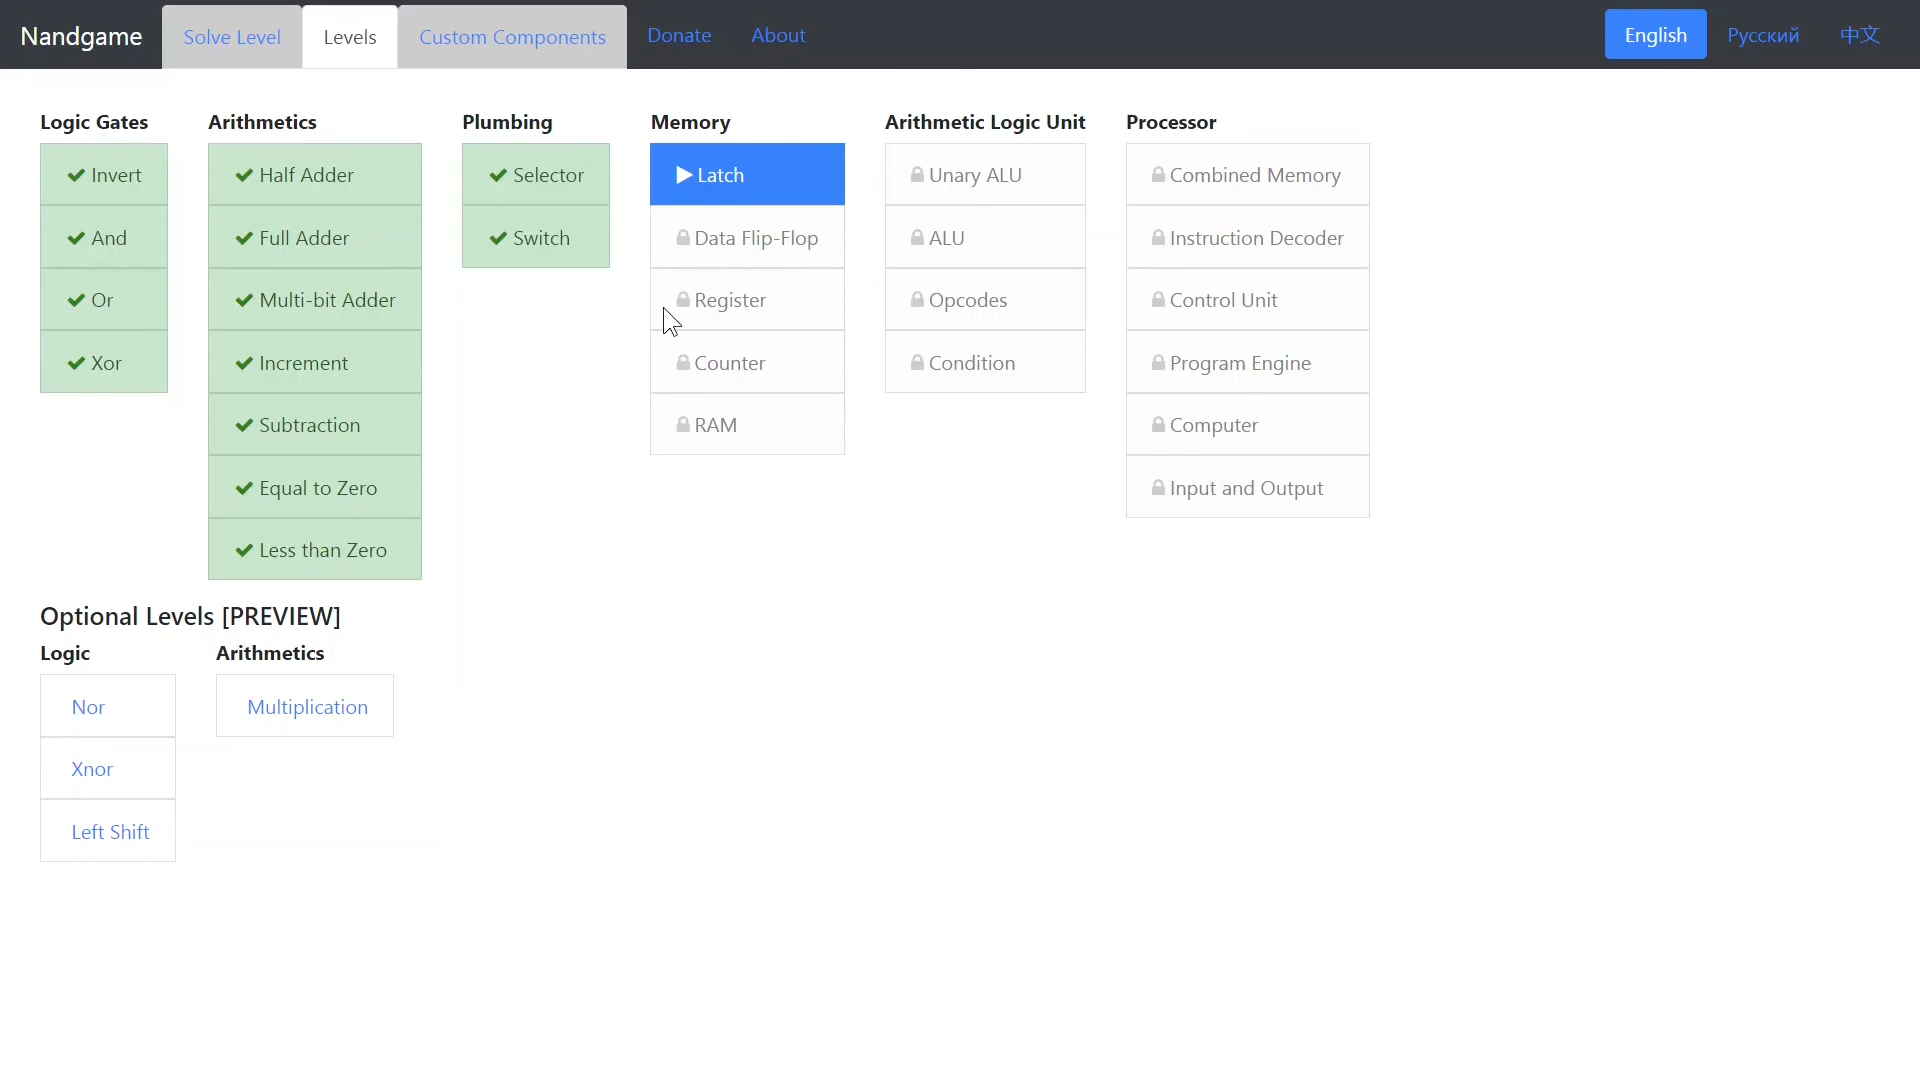 Nandgame
Solve Level
Levels
Custom Components
Donate
About
English
Русский
中文
Logic Gates
Invert
And
Or
Xor
Arithmetics
Half Adder
Full Adder
Multi-bit Adder
Increment
Subtraction
Equal to Zero
Less than Zero
Plumbing
Selector
Switch
Memory
Latch
Data Flip-Flop
Register
Counter
RAM
Arithmetic Logic Unit
Unary ALU
ALU
Opcodes
Condition
Processor
Combined Memory
Instruction Decoder
Control Unit
Program Engine
Computer
Input and Output
Optional Levels [PREVIEW]
Logic
Nor
Xnor
Left Shift
Arithmetics
Multiplication